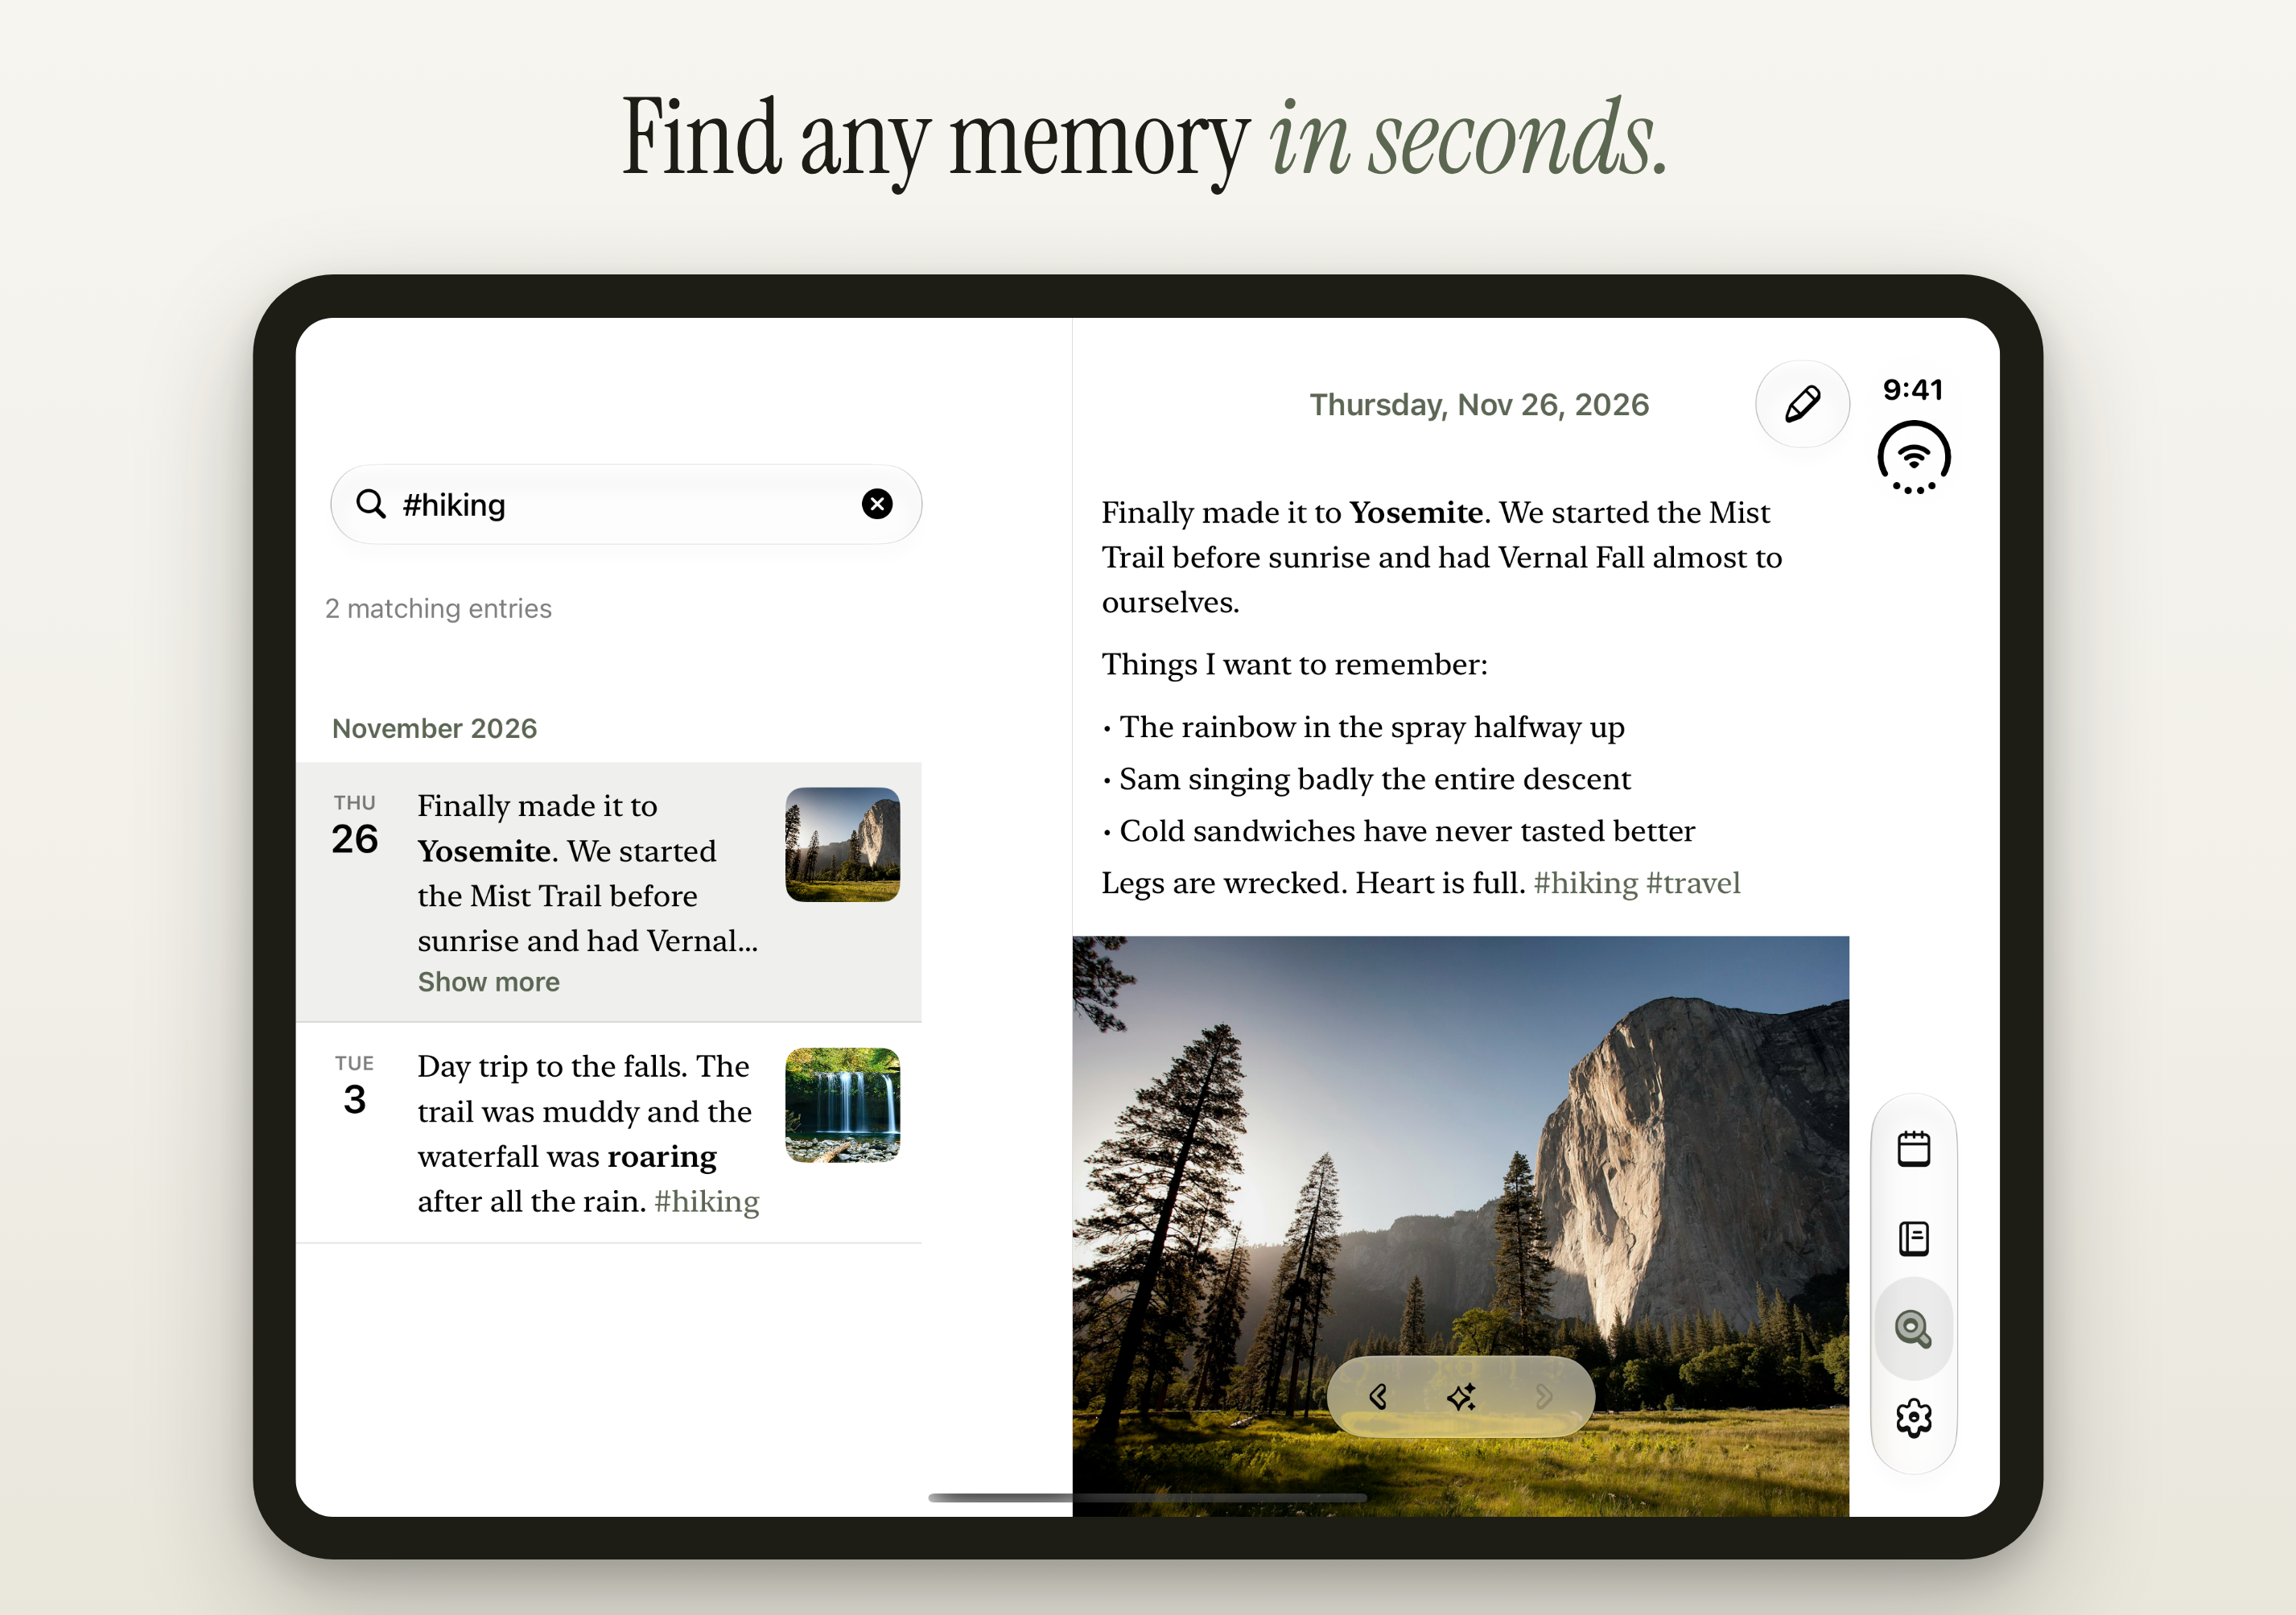 Find any memory in seconds.
#hiking
2 matching entries
November 2026
THU
26
Finally made it to
Yosemite. We started
the Mist Trail before
sunrise and had Vernal...
Show more
TUE
3
Day trip to the falls. The
trail was muddy and the
waterfall was roaring
after all the rain. #hiking
Thursday, Nov 26, 2026
9:41
Finally made it to Yosemite. We started the Mist
Trail before sunrise and had Vernal Fall almost to
ourselves.
Things I want to remember:
• The rainbow in the spray halfway up
• Sam singing badly the entire descent
• Cold sandwiches have never tasted better
Legs are wrecked. Heart is full. #hiking #travel